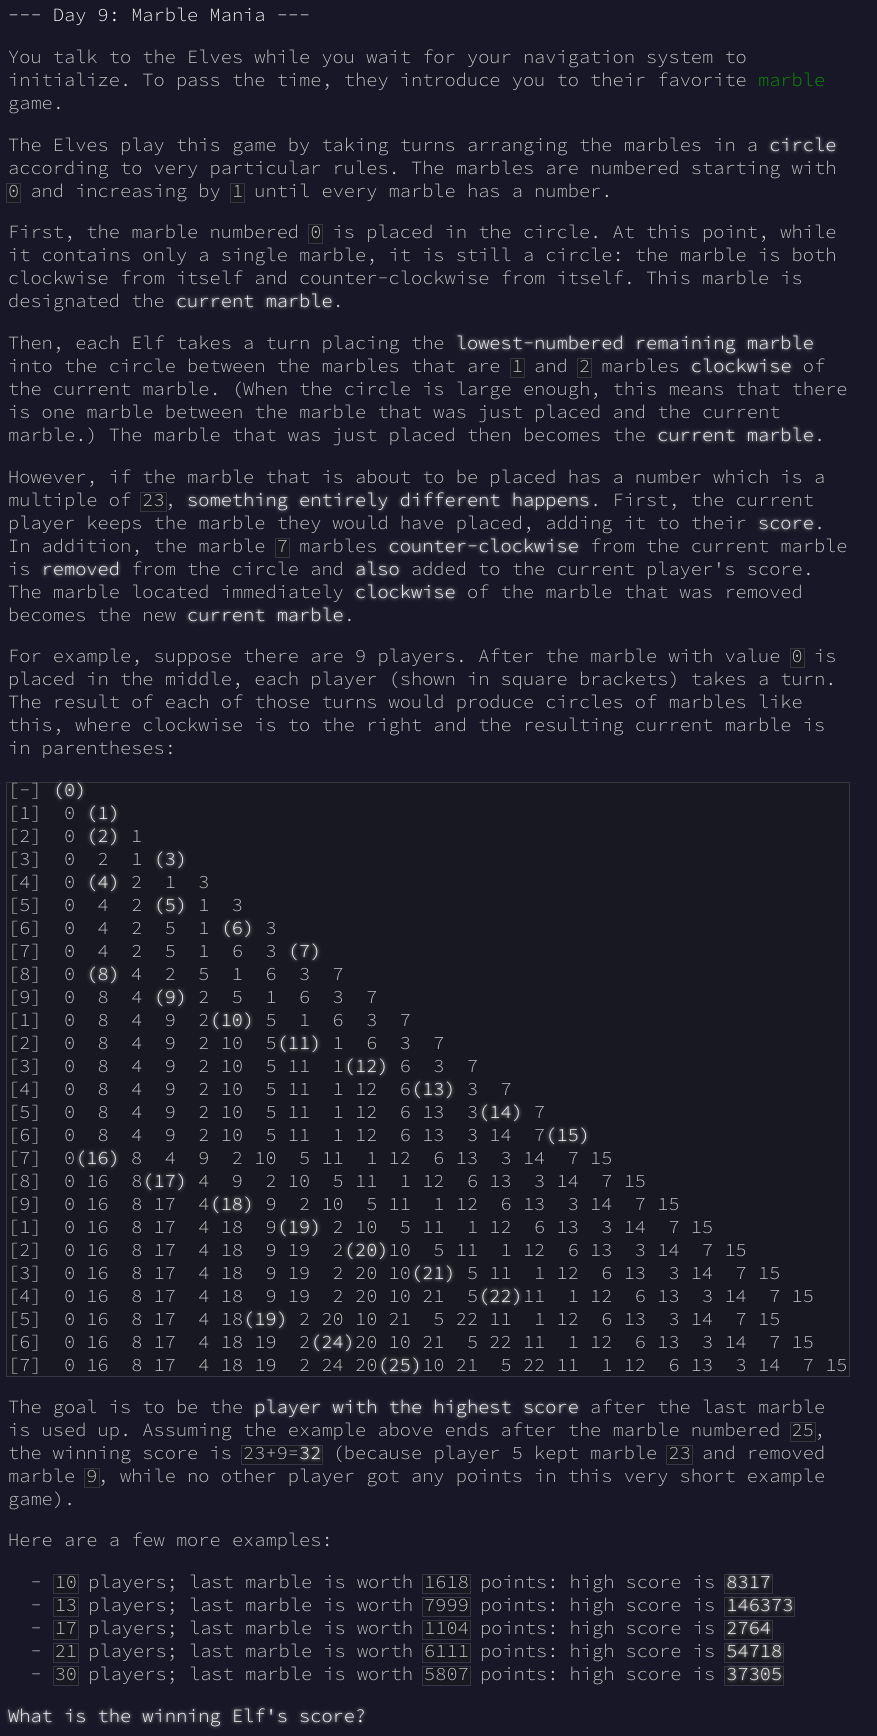 --- Day 9: Marble Mania ---
You talk to the Elves while you wait for your navigation system to
initialize. To pass the time, they introduce you to their favorite marble
game.
The Elves play this game by taking turns arranging the marbles in a circle
according to very particular rules. The marbles are numbered starting with
0 and increasing by 1 until every marble has a number.
First, the marble numbered 0 is placed in the circle. At this point, while
it contains only a single marble, it is still a circle: the marble is both
clockwise from itself and counter-clockwise from itself. This marble is
designated the current marble.
Then, each Elf takes a turn placing the lowest-numbered remaining marble
into the circle between the marbles that are 1 and 2 marbles clockwise of
the current marble. (When the circle is large enough, this means that there
is one marble between the marble that was just placed and the current
marble.) The marble that was just placed then becomes the current marble.
However, if the marble that is about to be placed has a number which is a
multiple of 23, something entirely different happens. First, the current
player keeps the marble they would have placed, adding it to their score.
In addition, the marble 7 marbles counter-clockwise from the current marble
is removed from the circle and also added to the current player's score.
The marble located immediately clockwise of the marble that was removed
becomes the new current marble.
For example, suppose there are 9 players. After the marble with value 0 is
placed in the middle, each player (shown in square brackets) takes a turn.
The result of each of those turns would produce circles of marbles like
this, where clockwise is to the right and the resulting current marble is
in parentheses:
[-] (0)
[1]  0 (1)
[2]  0 (2) 1
[3]  0  2  1 (3)
[4]  0 (4) 2  1  3
[5]  0  4  2 (5) 1  3
[6]  0  4  2  5  1 (6) 3
[7]  0  4  2  5  1  6  3 (7)
[8]  0 (8) 4  2  5  1  6  3  7
[9]  0  8  4 (9) 2  5  1  6  3  7
[1]  0  8  4  9  2(10) 5  1  6  3  7
[2]  0  8  4  9  2 10  5(11) 1  6  3  7
[3]  0  8  4  9  2 10  5 11  1(12) 6  3  7
[4]  0  8  4  9  2 10  5 11  1 12  6(13) 3  7
[5]  0  8  4  9  2 10  5 11  1 12  6 13  3(14) 7
[6]  0  8  4  9  2 10  5 11  1 12  6 13  3 14  7(15)
[7]  0(16) 8  4  9  2 10  5 11  1 12  6 13  3 14  7 15
[8]  0 16  8(17) 4  9  2 10  5 11  1 12  6 13  3 14  7 15
[9]  0 16  8 17  4(18) 9  2 10  5 11  1 12  6 13  3 14  7 15
[1]  0 16  8 17  4 18  9(19) 2 10  5 11  1 12  6 13  3 14  7 15
[2]  0 16  8 17  4 18  9 19  2(20)10  5 11  1 12  6 13  3 14  7 15
[3]  0 16  8 17  4 18  9 19  2 20 10(21) 5 11  1 12  6 13  3 14  7 15
[4]  0 16  8 17  4 18  9 19  2 20 10 21  5(22)11  1 12  6 13  3 14  7 15
[5]  0 16  8 17  4 18(19) 2 20 10 21  5 22 11  1 12  6 13  3 14  7 15
[6]  0 16  8 17  4 18 19  2(24)20 10 21  5 22 11  1 12  6 13  3 14  7 15
[7]  0 16  8 17  4 18 19  2 24 20(25)10 21  5 22 11  1 12  6 13  3 14  7 15
The goal is to be the player with the highest score after the last marble
is used up. Assuming the example above ends after the marble numbered 25,
the winning score is 23+9=32 (because player 5 kept marble 23 and removed
marble 9, while no other player got any points in this very short example
game).
Here are a few more examples:
- 10 players; last marble is worth 1618 points: high score is 8317
- 13 players; last marble is worth 7999 points: high score is 146373
- 17 players; last marble is worth 1104 points: high score is 2764
- 21 players; last marble is worth 6111 points: high score is 54718
- 30 players; last marble is worth 5807 points: high score is 37305
What is the winning Elf's score?